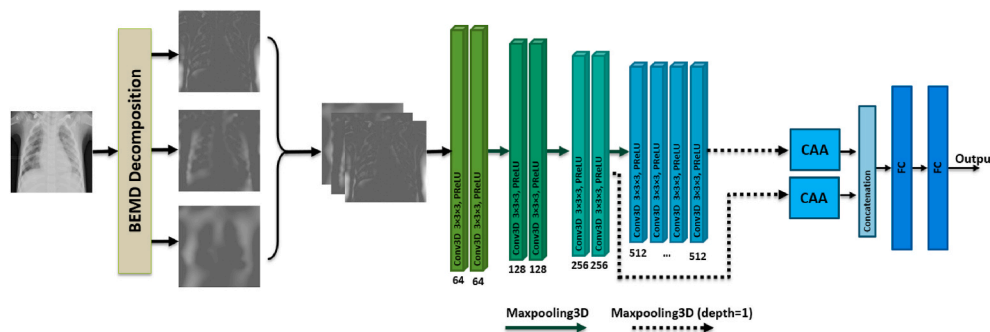 BEMD Decomposition
Conv3D 3×3×3, PReLU
Conv3D 3×3×3, PReLU
64
64
Conv3D 3×3×3, PReLU
Conv3D 3×3×3, PReLU
128
128
Conv3D 3×3×3, PReLU
Conv3D 3×3×3, PReLU
256
256
Conv3D 3×3×3, PReLU
Conv3D 3×3×3, PReLU
Conv3D 3×3×3, PReLU
Conv3D 3×3×3, PReLU
512
...
512
CAA
CAA
Concatenation
FC
FC
Output
Maxpooling3D
Maxpooling3D (depth=1)